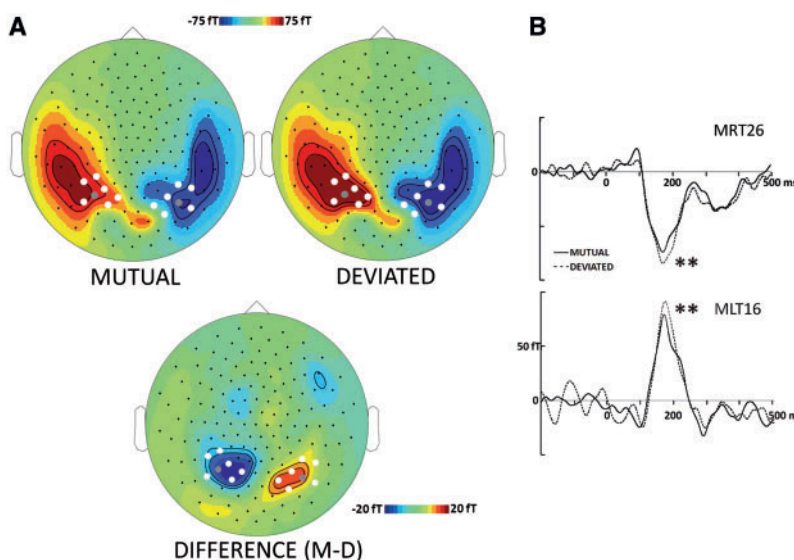 A
-75 fT 75 fT
MUTUAL
DEVIATED
-20 fT 20 fT
DIFFERENCE (M-D)
B
MRT26
0
200
500 ms
MUTUAL
DEVIATED
**
** MLT16
50 fT
0
0
200
500 m